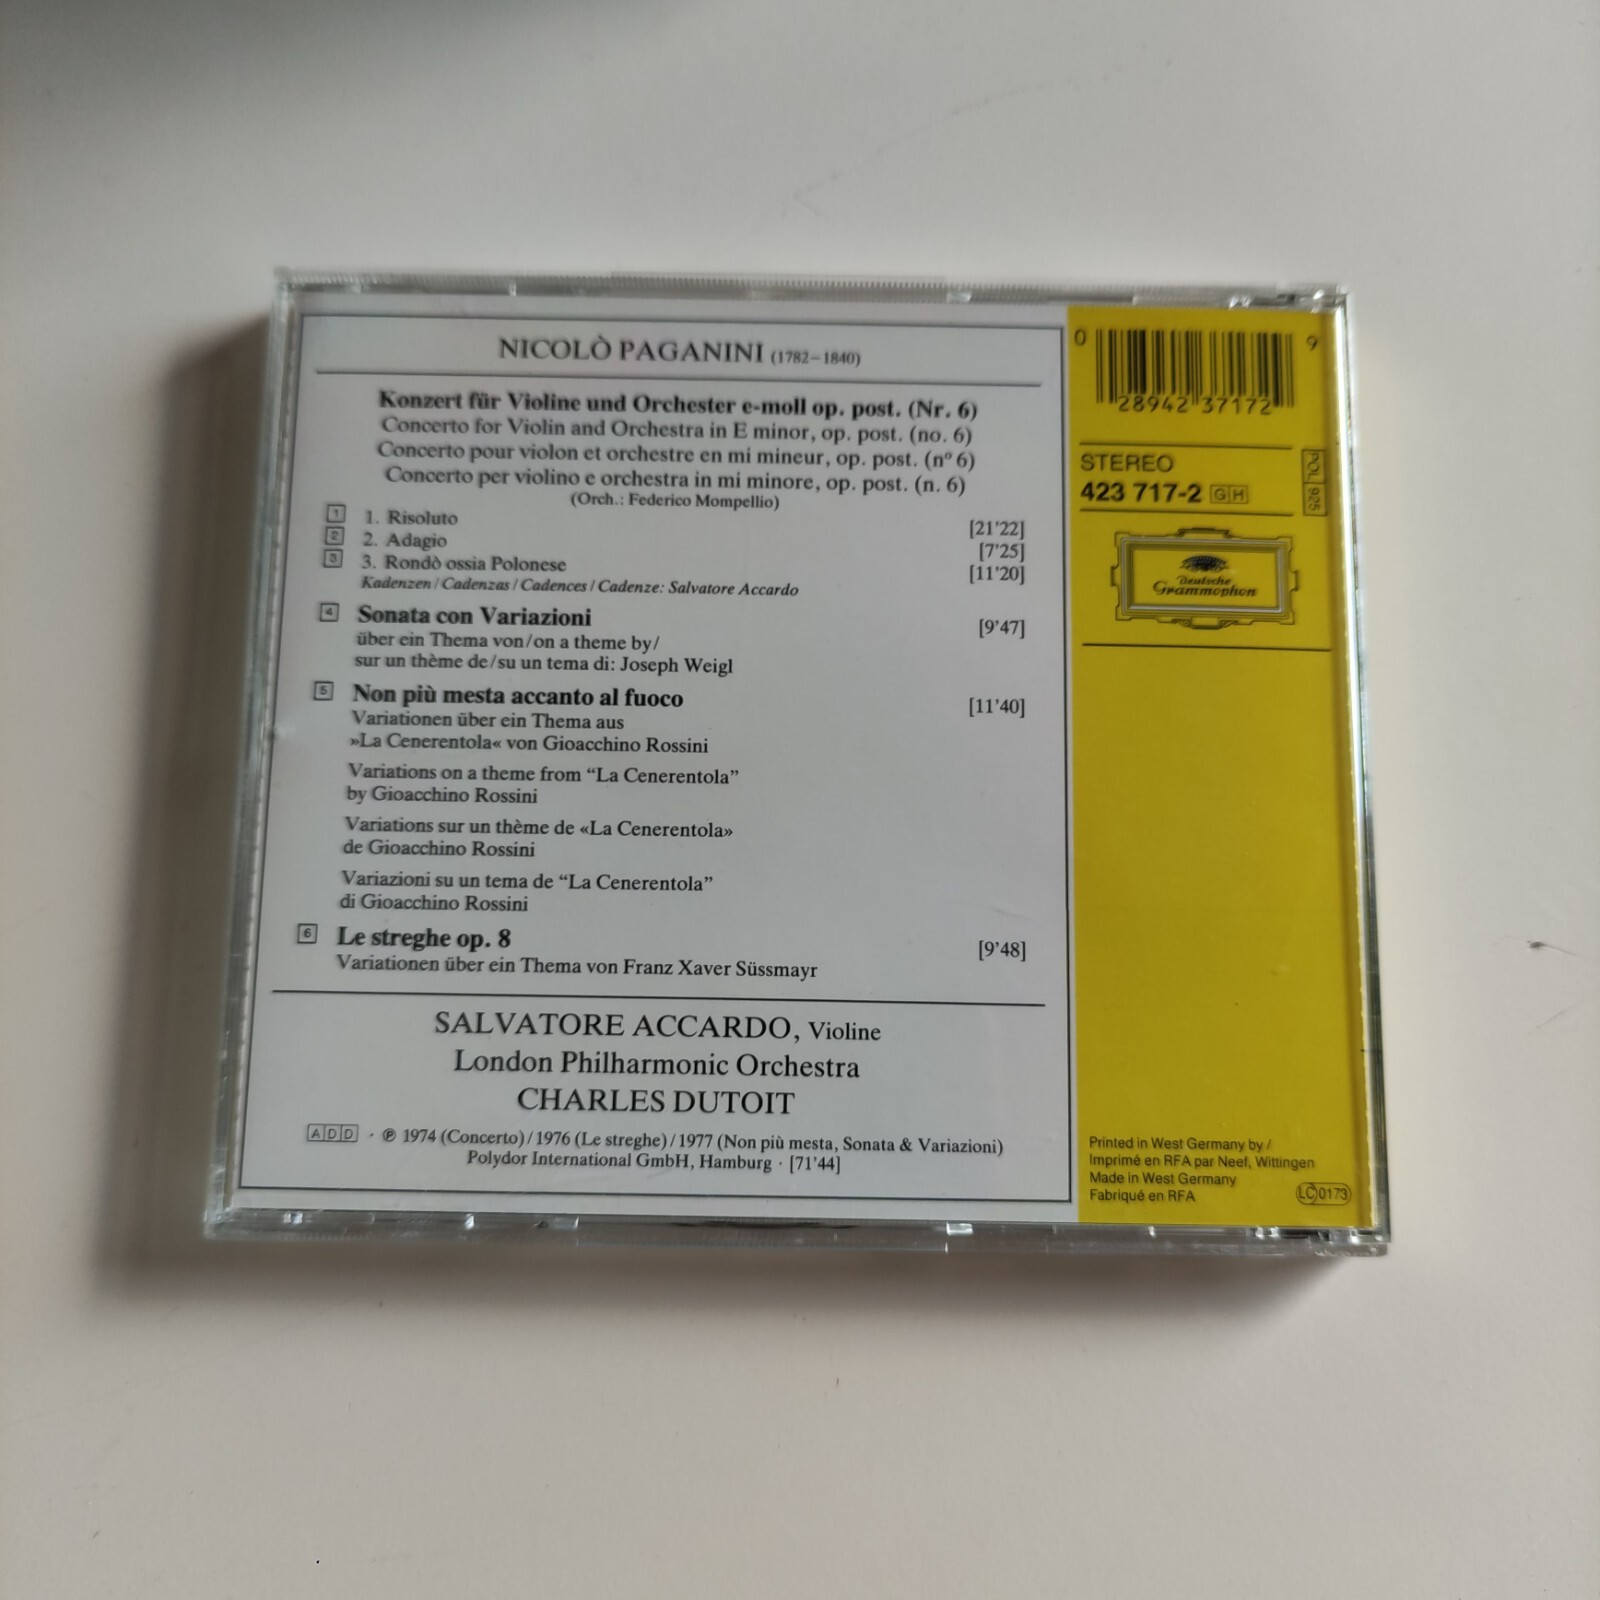 NICOLÒ PAGANINI (1782–1840)
Konzert für Violine und Orchester e-moll op. post. (Nr. 6)
Concerto for Violin and Orchestra in E minor, op. post. (no. 6)
Concerto pour violon et orchestre en mi mineur, op. post. (nº 6)
Concerto per violino e orchestra in mi minore, op. post. (n. 6)
(Orch.: Federico Mompellio)
1 1. Risoluto [21'22]
2 2. Adagio [7'25]
3 3. Rondò ossia Polonese [11'20]
Kadenzen / Cadenzas / Cadences / Cadenze: Salvatore Accardo
4 Sonata con Variazioni [9'47]
über ein Thema von/on a theme by/
sur un thème de/su un tema di: Joseph Weigl
5 Non più mesta accanto al fuoco [11'40]
Variationen über ein Thema aus
»La Cenerentola« von Gioacchino Rossini
Variations on a theme from “La Cenerentola”
by Gioacchino Rossini
Variations sur un thème de «La Cenerentola»
de Gioacchino Rossini
Variazioni su un tema de “La Cenerentola”
di Gioacchino Rossini
6 Le streghe op. 8 [9'48]
Variationen über ein Thema von Franz Xaver Süssmayr
SALVATORE ACCARDO, Violine
London Philharmonic Orchestra
CHARLES DUTOIT
ADD · ℗ 1974 (Concerto) / 1976 (Le streghe) / 1977 (Non più mesta, Sonata & Variazioni)
Polydor International GmbH, Hamburg · [71'44]
0 28942 37172 9
STEREO
423 717-2 GH
POL 925
Deutsche
Grammophon
Printed in West Germany by /
Imprimé en RFA par Neef, Wittingen
Made in West Germany
Fabriqué en RFA
LC 0173